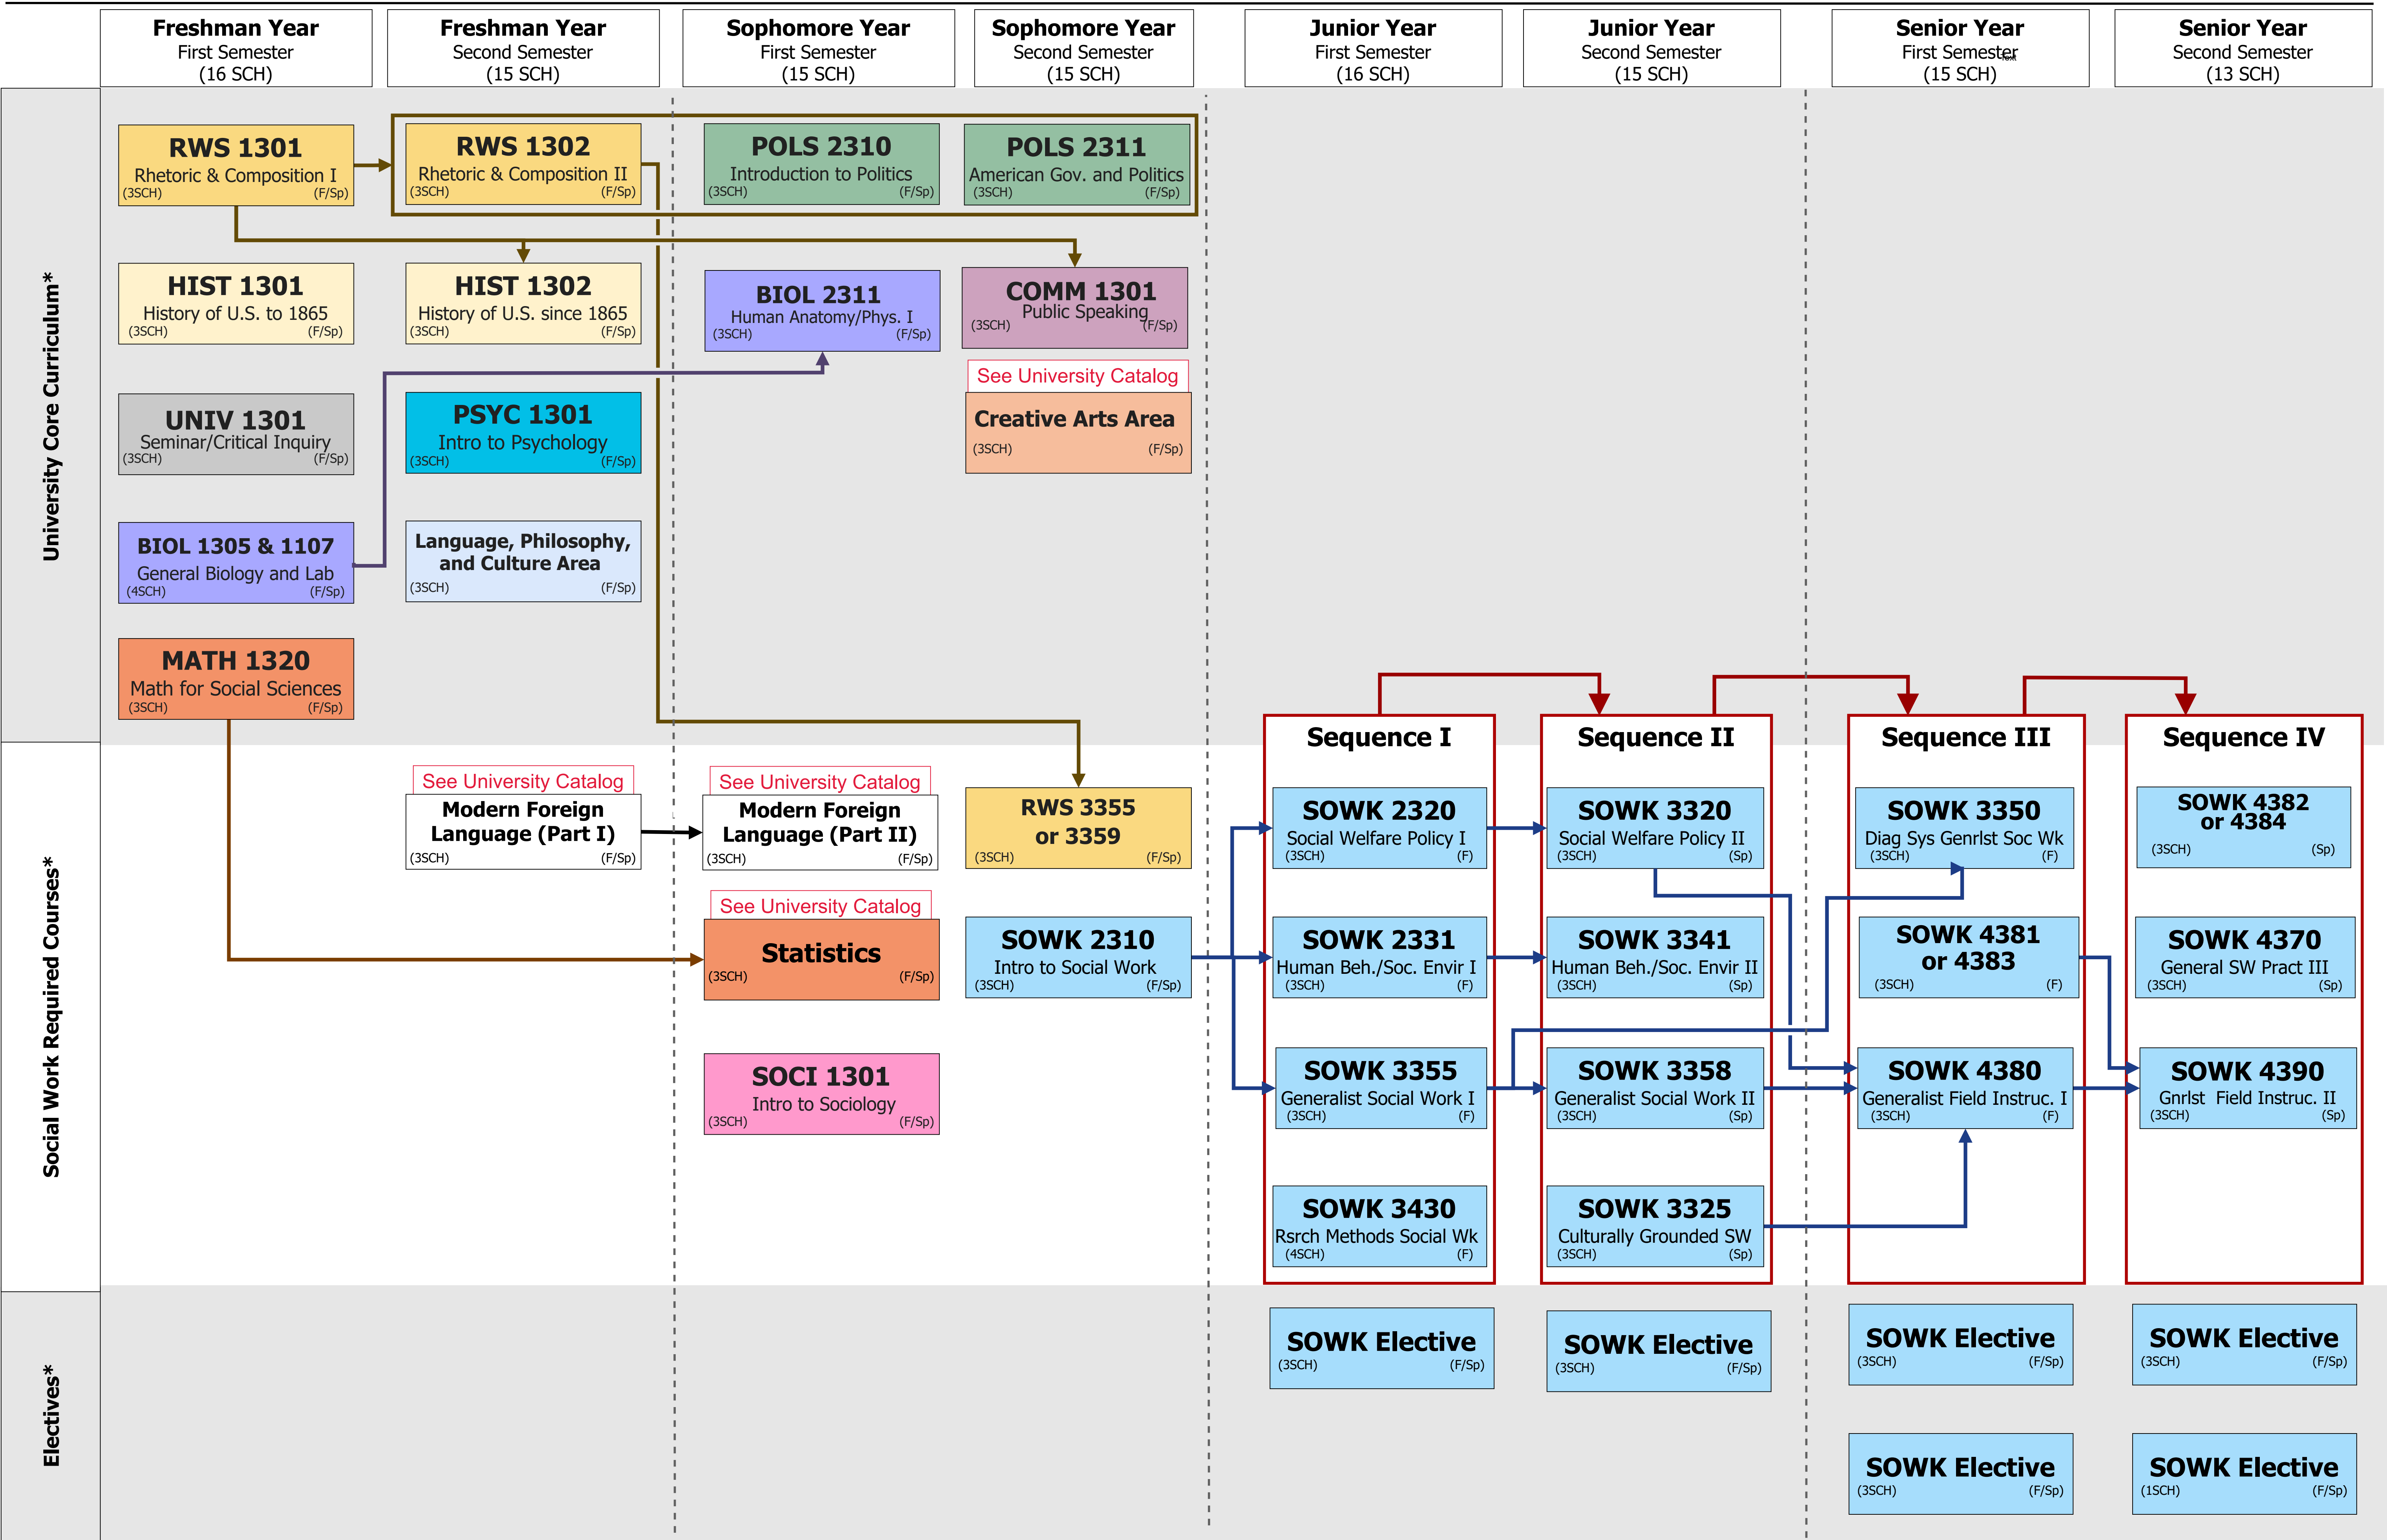 Freshman Year
First Semester
(16 SCH)
Freshman Year
Second Semester
(15 SCH)
Sophomore Year
First Semester
(15 SCH)
Sophomore Year
Second Semester
(15 SCH)
Junior Year
First Semester
(16 SCH)
Junior Year
Second Semester
(15 SCH)
Senior Year
First Semester
Text
(15 SCH)
Senior Year
Second Semester
(13 SCH)
University Core Curriculum*
RWS 1301
Rhetoric & Composition I
(3SCH) (F/Sp)
RWS 1302
Rhetoric & Composition II
(3SCH) (F/Sp)
POLS 2310
Introduction to Politics
(3SCH) (F/Sp)
POLS 2311
American Gov. and Politics
(3SCH) (F/Sp)
HIST 1301
History of U.S. to 1865
(3SCH) (F/Sp)
HIST 1302
History of U.S. since 1865
(3SCH) (F/Sp)
BIOL 2311
Human Anatomy/Phys. I
(3SCH) (F/Sp)
COMM 1301
Public Speaking
(3SCH) (F/Sp)
UNIV 1301
Seminar/Critical Inquiry
(3SCH) (F/Sp)
PSYC 1301
Intro to Psychology
(3SCH) (F/Sp)
See University Catalog
Creative Arts Area
(3SCH) (F/Sp)
BIOL 1305 & 1107
General Biology and Lab
(4SCH) (F/Sp)
Language, Philosophy,
and Culture Area
(3SCH) (F/Sp)
MATH 1320
Math for Social Sciences
(3SCH) (F/Sp)
Social Work Required Courses*
See University Catalog
Modern Foreign
Language (Part I)
(3SCH) (F/Sp)
See University Catalog
Modern Foreign
Language (Part II)
(3SCH) (F/Sp)
RWS 3355
or 3359
(3SCH) (F/Sp)
See University Catalog
Statistics
(3SCH) (F/Sp)
SOWK 2310
Intro to Social Work
(3SCH) (F/Sp)
SOCI 1301
Intro to Sociology
(3SCH) (F/Sp)
Sequence I
SOWK 2320
Social Welfare Policy I
(3SCH) (F)
SOWK 2331
Human Beh./Soc. Envir I
(3SCH) (F)
SOWK 3355
Generalist Social Work I
(3SCH) (F)
SOWK 3430
Rsrch Methods Social Wk
(4SCH) (F)
Sequence II
SOWK 3320
Social Welfare Policy II
(3SCH) (Sp)
SOWK 3341
Human Beh./Soc. Envir II
(3SCH) (Sp)
SOWK 3358
Generalist Social Work II
(3SCH) (Sp)
SOWK 3325
Culturally Grounded SW
(3SCH) (Sp)
Sequence III
SOWK 3350
Diag Sys Genrlst Soc Wk
(3SCH) (F)
SOWK 4381
or 4383
(3SCH) (F)
SOWK 4380
Generalist Field Instruc. I
(3SCH) (F)
Sequence IV
SOWK 4382
or 4384
(3SCH) (Sp)
SOWK 4370
General SW Pract III
(3SCH) (Sp)
SOWK 4390
Gnrlst Field Instruc. II
(3SCH) (Sp)
Electives*
SOWK Elective
(3SCH) (F/Sp)
SOWK Elective
(3SCH) (F/Sp)
SOWK Elective
(3SCH) (F/Sp)
SOWK Elective
(3SCH) (F/Sp)
SOWK Elective
(3SCH) (F/Sp)
SOWK Elective
(1SCH) (F/Sp)